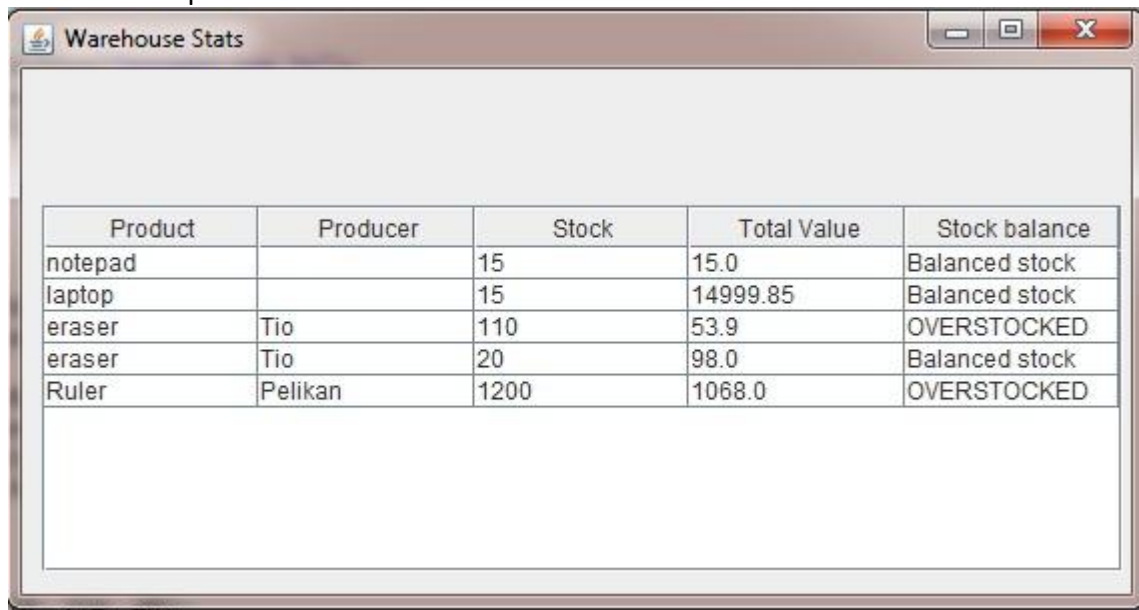 Warehouse Stats
Product Producer Stock Total Value Stock balance
notepad 15 15.0 Balanced stock
laptop 15 14999.85 Balanced stock
eraser Tio 110 53.9 OVERSTOCKED
eraser Tio 20 98.0 Balanced stock
Ruler Pelikan 1200 1068.0 OVERSTOCKED